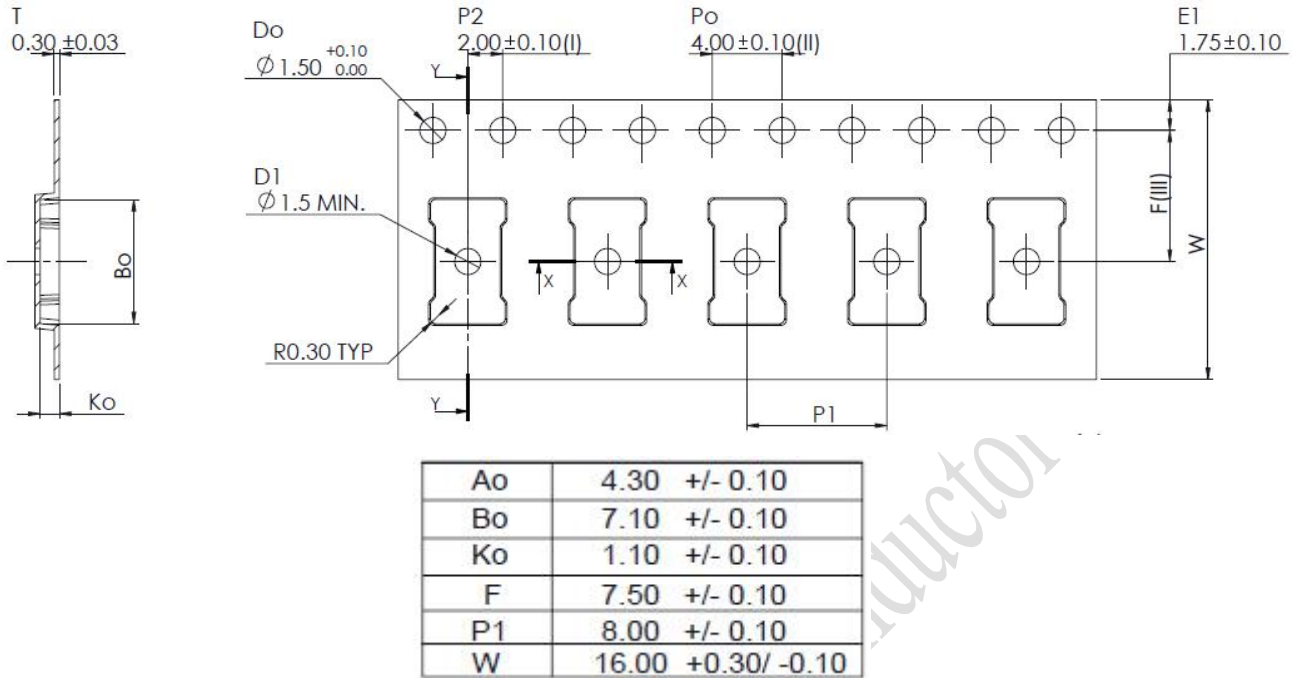 T
0.30 ±0.03
Do
Ø 1.50 +0.10 0.00
P2
2.00±0.10(I)
Po
4.00±0.10(II)
E1
1.75±0.10
Y
D1
Ø 1.5 MIN.
F(III)
W
Bo
X
X
R0.30 TYP
Ko
Y
P1
Ao 4.30 +/- 0.10
Bo 7.10 +/- 0.10
Ko 1.10 +/- 0.10
F 7.50 +/- 0.10
P1 8.00 +/- 0.10
W 16.00 +0.30/ -0.10